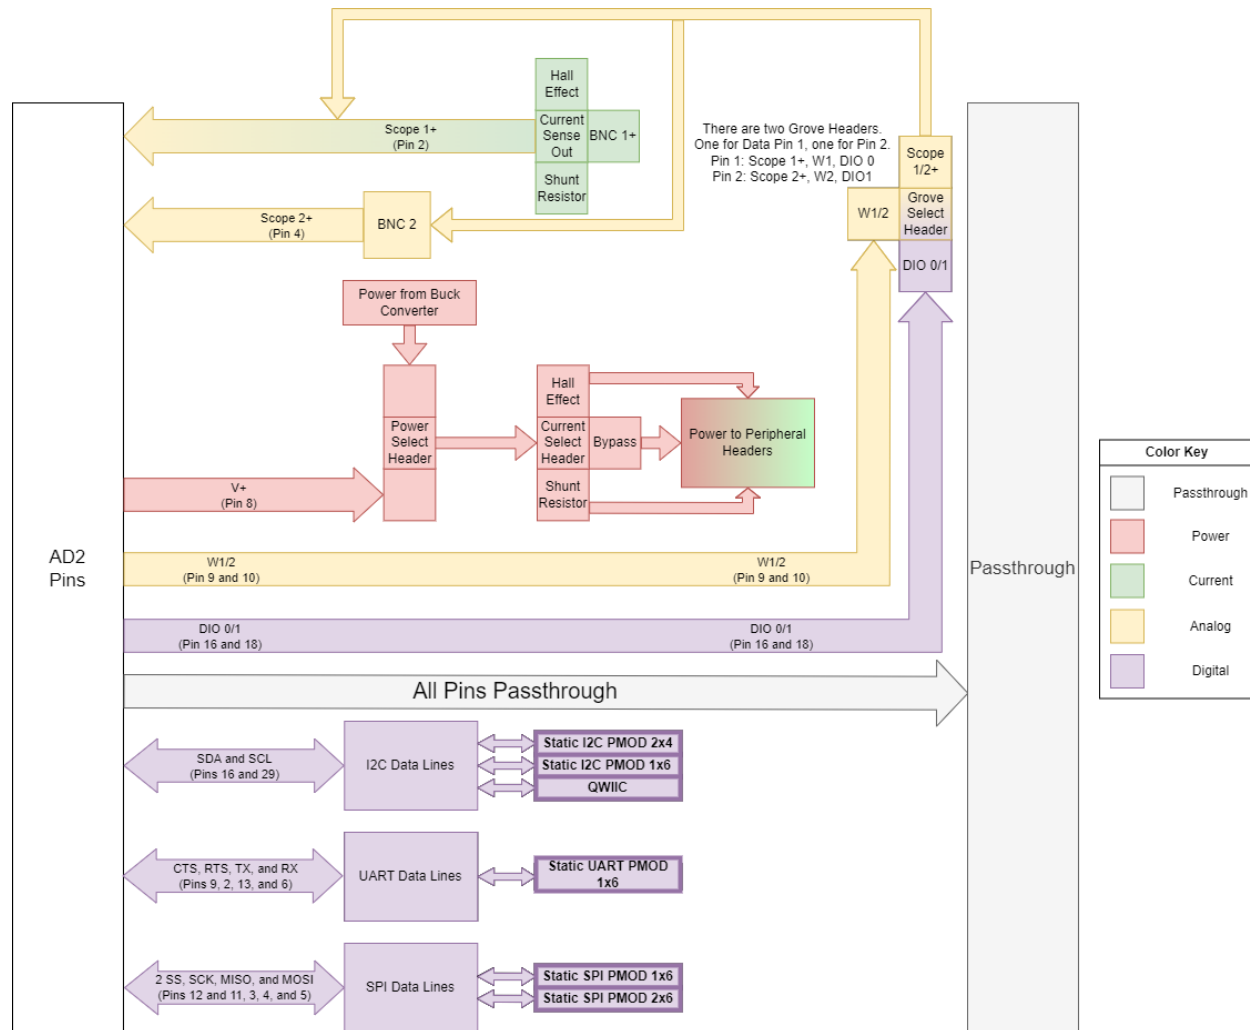 Hall
Effect
Scope 1+
(Pin 2)
Current
Sense
Out
BNC 1+
Shunt
Resistor
There are two Grove Headers.
One for Data Pin 1, one for Pin 2.
Pin 1: Scope 1+, W1, DIO 0
Pin 2: Scope 2+, W2, DIO1
Scope
1/2+
W1/2
Grove
Select
Header
DIO 0/1
Scope 2+
(Pin 4)
BNC 2
Power from Buck
Converter
Power
Select
Header
Hall
Effect
Current
Select
Header
Bypass
Shunt
Resistor
Power to Peripheral
Headers
V+
(Pin 8)
AD2
Pins
W1/2
(Pin 9 and 10)
W1/2
(Pin 9 and 10)
DIO 0/1
(Pin 16 and 18)
DIO 0/1
(Pin 16 and 18)
All Pins Passthrough
Passthrough
Color Key
Passthrough
Power
Current
Analog
Digital
SDA and SCL
(Pins 16 and 29)
I2C Data Lines
Static I2C PMOD 2x4
Static I2C PMOD 1x6
QWIIC
CTS, RTS, TX, and RX
(Pins 9, 2, 13, and 6)
UART Data Lines
Static UART PMOD
1x6
2 SS, SCK, MISO, and MOSI
(Pins 12 and 11, 3, 4, and 5)
SPI Data Lines
Static SPI PMOD 1x6
Static SPI PMOD 2x6